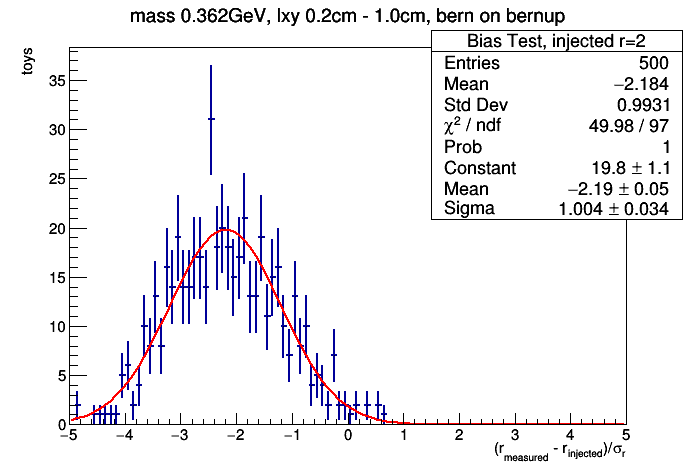 mass 0.362GeV, lxy 0.2cm - 1.0cm, bern on bernup
toys
Bias Test, injected r=2
Entries 500
Mean −2.184
Std Dev 0.9931
χ² / ndf 49.98 / 97
Prob 1
Constant 19.8 ± 1.1
Mean −2.19 ± 0.05
Sigma 1.004 ± 0.034
35
30
25
20
15
10
5
0
−5 −4 −3 −2 −1 0 1 2 3 4 5
(r_measured - r_injected)/σ_r